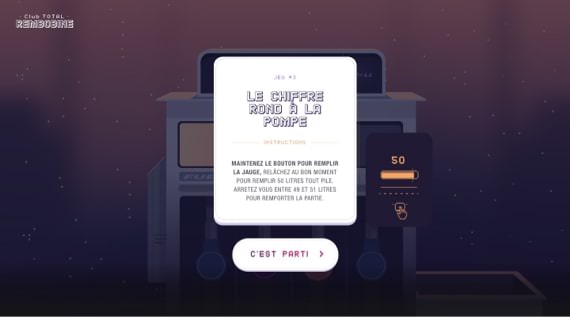 Club TOTAL
REMBOBINE
JEU #3
LE CHIFFRE
ROND À LA
POMPE
INSTRUCTIONS
MAINTENEZ LE BOUTON POUR REMPLIR
LA JAUGE, RELÂCHEZ AU BON MOMENT
POUR REMPLIR 50 LITRES TOUT PILE.
ARRETEZ VOUS ENTRE 49 ET 51 LITRES
POUR REMPORTER LA PARTIE.
50
C'EST PARTI